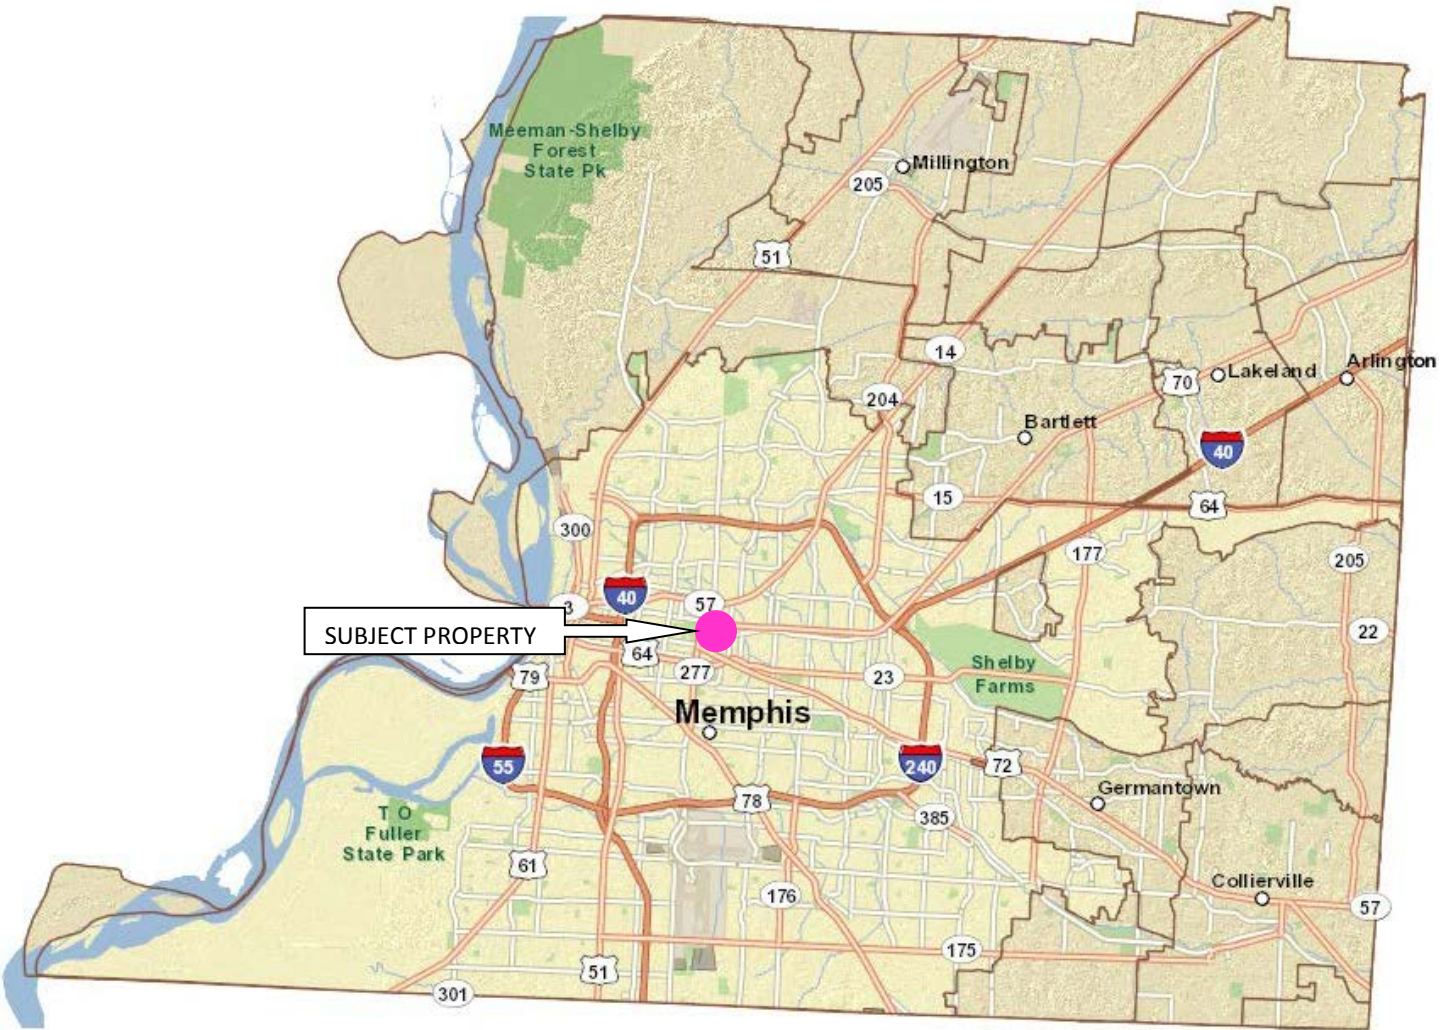 Meeman-Shelby
Forest
State Pk
Millington
205
51
14
Arlington
Lakeland
70
204
Bartlett
40
15
64
300
177
205
40
3
57
SUBJECT PROPERTY
22
64
Shelby
Farms
79
277
23
Memphis
55
240
72
Germantown
78
T O
Fuller
State Park
385
61
Collierville
176
57
175
51
301